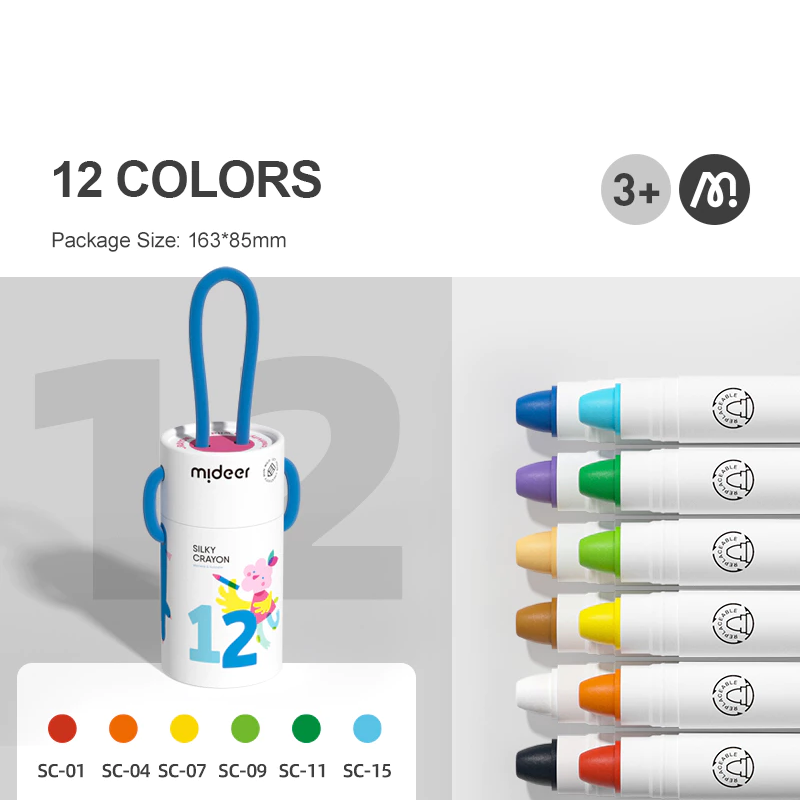 12 COLORS
3+
Package Size: 163*85mm
12
mideer
SILKY
CRAYON
12
REPLACEABLE
REPLACEABLE
REPLACEABLE
REPLACEABLE
REPLACEABLE
REPLACEABLE
SC-01 SC-04 SC-07 SC-09 SC-11 SC-15